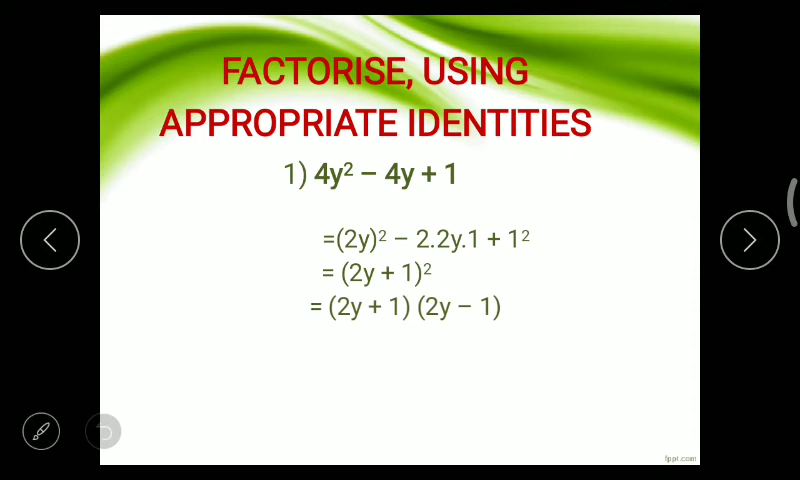 FACTORISE, USING
APPROPRIATE IDENTITIES
1) 4y² – 4y + 1
=(2y)² – 2.2y.1 + 1²
= (2y + 1)²
= (2y + 1) (2y – 1)
fppt.com